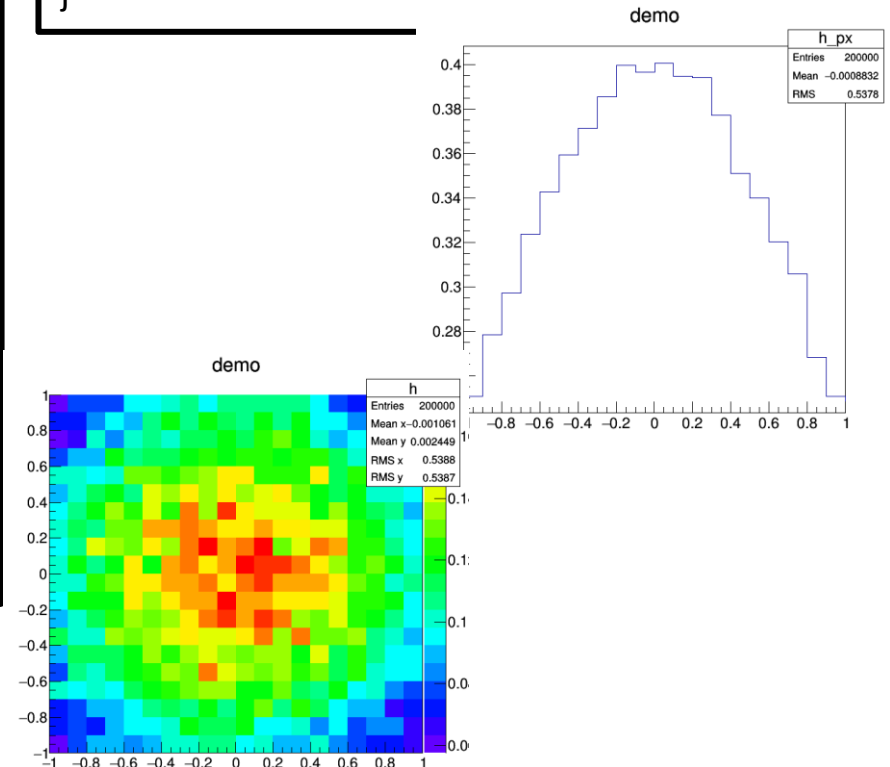 }
demo
h_px
Entries 200000
Mean −0.0008832
RMS 0.5378
0.4
0.38
0.36
0.34
0.32
0.3
0.28
−0.8 −0.6 −0.4 −0.2 0 0.2 0.4 0.6 0.8 1
demo
h
Entries 200000
Mean x −0.001061
Mean y 0.002449
RMS x 0.5388
RMS y 0.5387
1
0.8
0.6
0.4
0.2
0
−0.2
−0.4
−0.6
−0.8
−1
−1 −0.8 −0.6 −0.4 −0.2 0 0.2 0.4 0.6 0.8 1
0.1